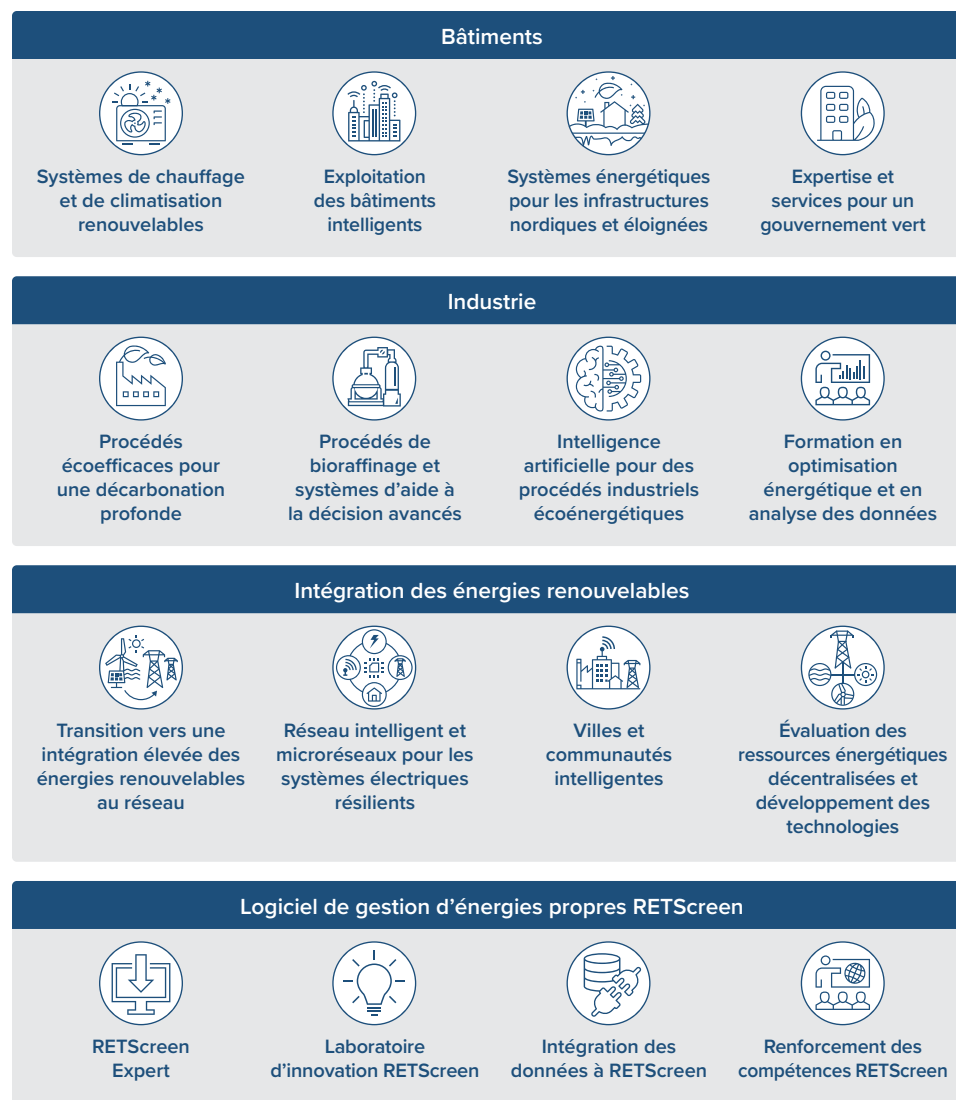 Bâtiments
Systèmes de chauffage
et de climatisation
renouvelables
Exploitation
des bâtiments
intelligents
Systèmes énergétiques
pour les infrastructures
nordiques et éloignées
Expertise et
services pour un
gouvernement vert
Industrie
Procédés
écoefficaces pour
une décarbonation
profonde
Procédés de
bioraffinage et
systèmes d’aide à
la décision avancés
Intelligence
artificielle pour des
procédés industriels
écoénergétiques
Formation en
optimisation
énergétique et en
analyse des données
Intégration des énergies renouvelables
Transition vers une
intégration élevée des
énergies renouvelables
au réseau
Réseau intelligent et
microréseaux pour les
systèmes électriques
résilients
Villes et
communautés
intelligentes
Évaluation des
ressources énergétiques
décentralisées et
développement des
technologies
Logiciel de gestion d’énergies propres RETScreen
RETScreen
Expert
Laboratoire
d’innovation RETScreen
Intégration des
données à RETScreen
Renforcement des
compétences RETScreen